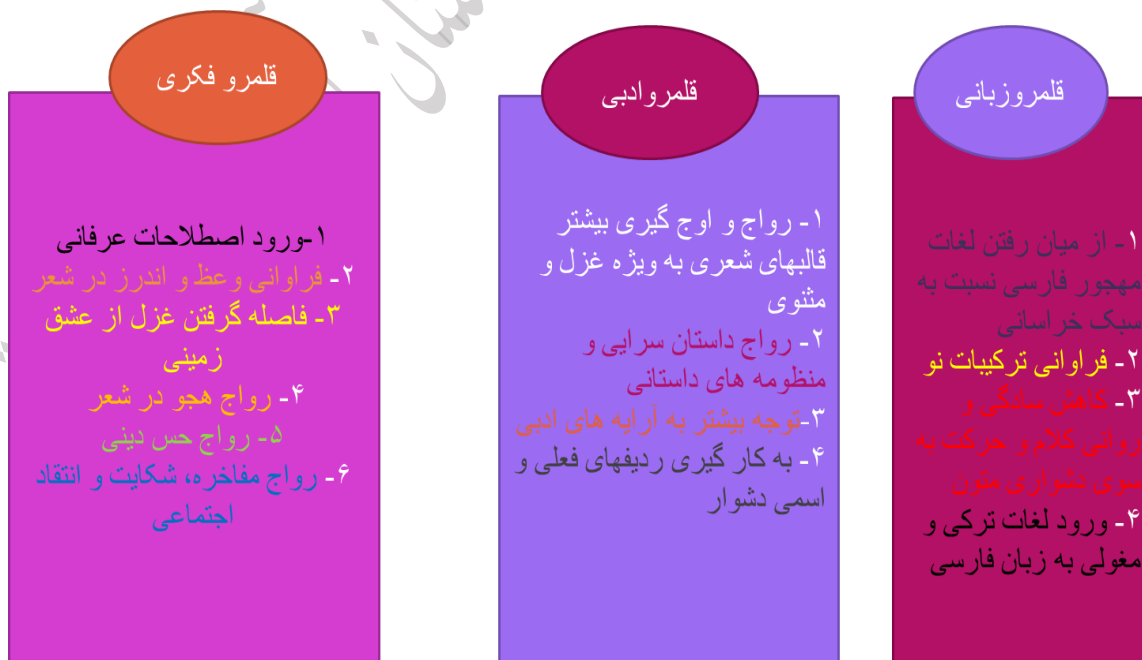 قلمروزبانی
۱- از میان رفتن لغات
مهجور فارسی نسبت به
سبک خراسانی
۲- فراوانی ترکیبات نو
۳- کاهش سادگی و
روانی کلام و حرکت به
سوی دشواری متون
۴- ورود لغات ترکی و
مغولی به زبان فارسی
قلمروادبی
۱- رواج و اوج گیری بیشتر
قالبهای شعری به ویژه غزل و
مثنوی
۲- رواج داستان سرایی و
منظومه های داستانی
۳-توجه بیشتر به آرایه های ادبی
۴- به کار گیری ردیفهای فعلی و
اسمی دشوار
قلمرو فکری
۱-ورود اصطلاحات عرفانی
۲- فراوانی وعظ و اندرز در شعر
۳- فاصله گرفتن غزل از عشق
زمینی
۴- رواج هجو در شعر
۵- رواج حس دینی
۶- رواج مفاخره، شکایت و انتقاد
اجتماعی